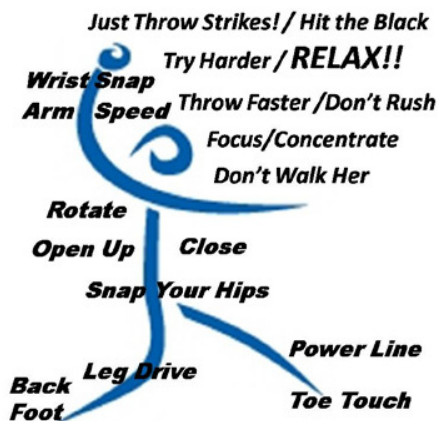 Just Throw Strikes! / Hit the Black
Try Harder / RELAX!!
Wrist Snap
Arm Speed
Throw Faster /Don't Rush
Focus/Concentrate
Don't Walk Her
Rotate
Open Up
Close
Snap Your Hips
Power Line
Leg Drive
Back
Foot
Toe Touch